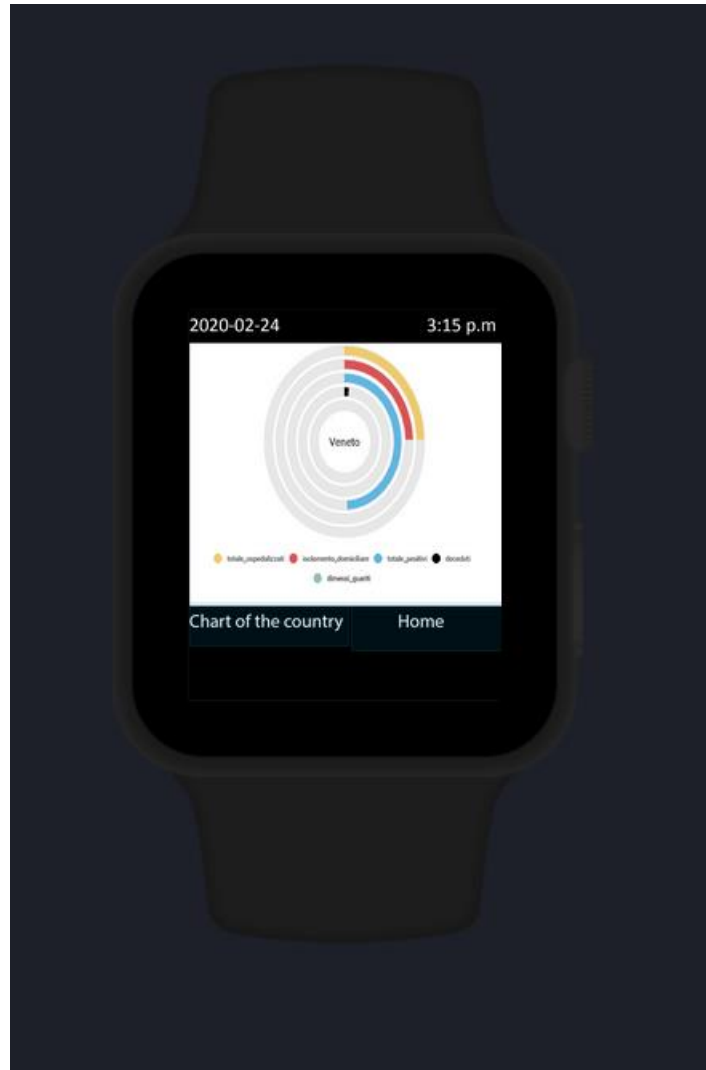 2020-02-24 3:15 p.m
Veneto
totale_ospedalizzati isolamento_domiciliare totale_positivi deceduti
dimessi_guariti
Chart of the country Home